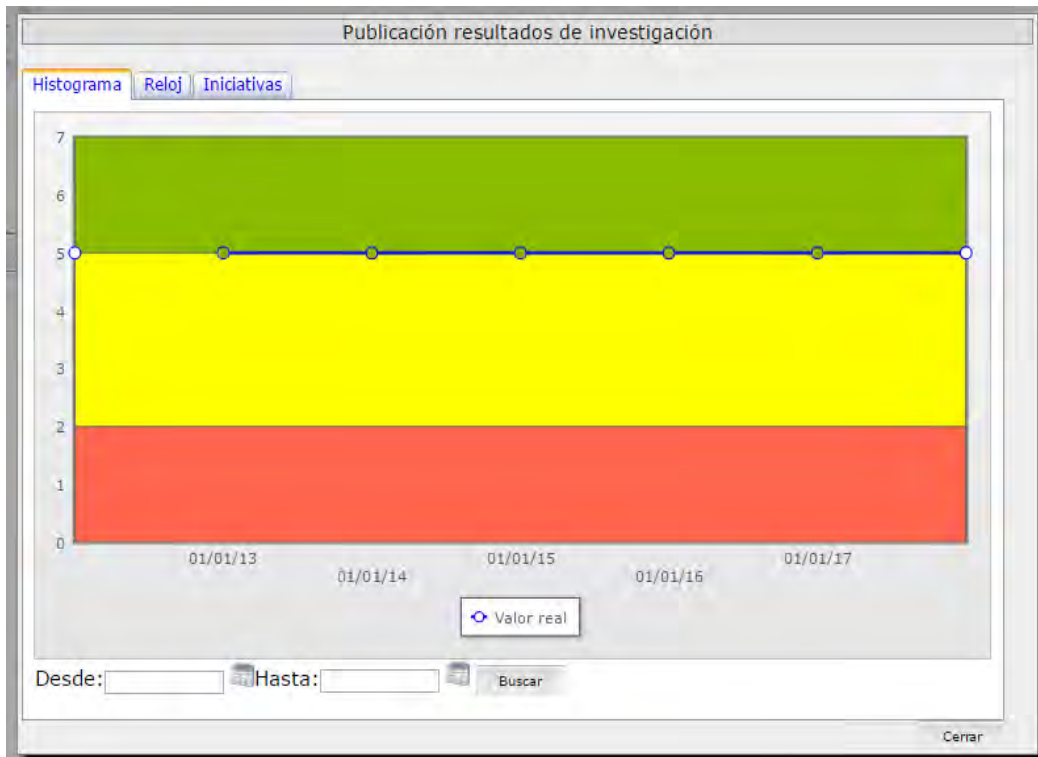 Publicación resultados de investigación
Histograma Reloj Iniciativas
7
6
5
4
3
2
1
0
01/01/13 01/01/15 01/01/17
01/01/14 01/01/16
Valor real
Desde: Hasta: Buscar
Cerrar